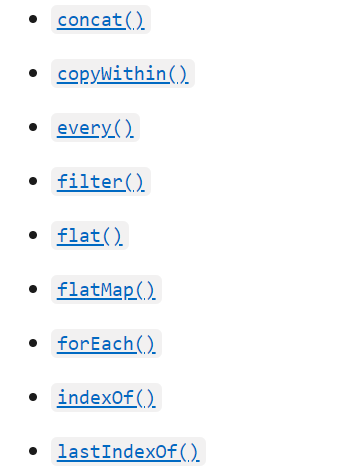 concat()
copyWithin()
every()
filter()
flat()
flatMap()
forEach()
indexOf()
lastIndexOf()